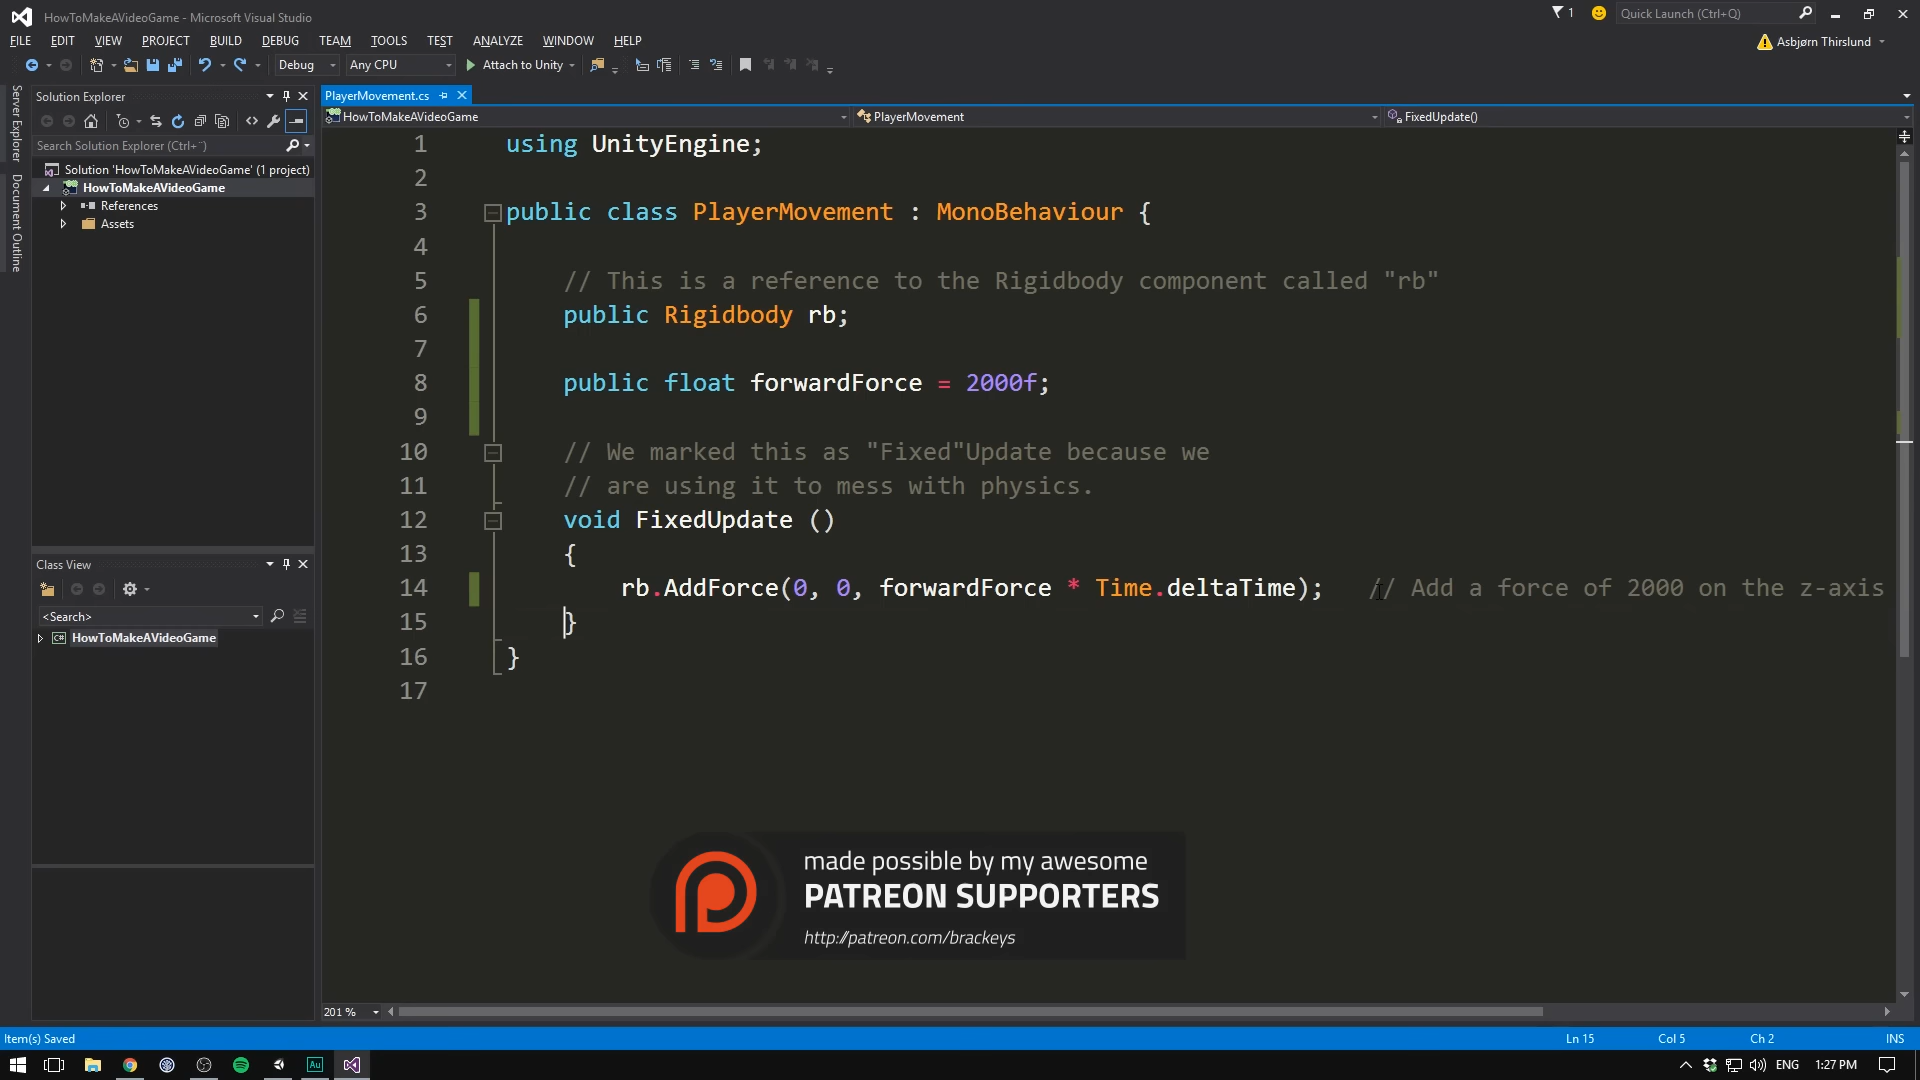 HowToMakeAVideoGame - Microsoft Visual Studio
1
Quick Launch (Ctrl+Q)
FILE EDIT VIEW PROJECT BUILD DEBUG TEAM TOOLS TEST ANALYZE WINDOW HELP
Asbjørn Thirslund
Debug Any CPU Attach to Unity
Server Explorer
Document Outline
Solution Explorer
Search Solution Explorer (Ctrl+¨)
Solution 'HowToMakeAVideoGame' (1 project)
HowToMakeAVideoGame
References
Assets
Class View
<Search>
C# HowToMakeAVideoGame
PlayerMovement.cs
HowToMakeAVideoGame PlayerMovement FixedUpdate()
1 using UnityEngine;
2
3 public class PlayerMovement : MonoBehaviour {
4
5 // This is a reference to the Rigidbody component called "rb"
6 public Rigidbody rb;
7
8 public float forwardForce = 2000f;
9
10 // We marked this as "Fixed"Update because we
11 // are using it to mess with physics.
12 void FixedUpdate ()
13 {
14 rb.AddForce(0, 0, forwardForce * Time.deltaTime); // Add a force of 2000 on the z-axis
15 }
16 }
17
made possible by my awesome
PATREON SUPPORTERS
http://patreon.com/brackeys
201 %
Item(s) Saved Ln 15 Col 5 Ch 2 INS
Au ENG 1:27 PM